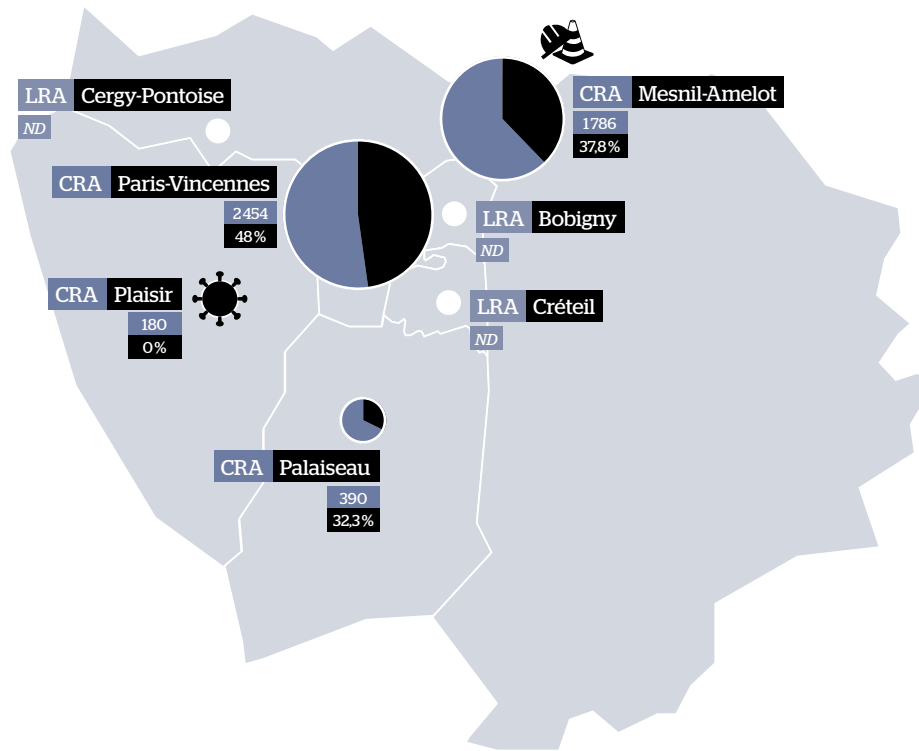 LRA Cergy-Pontoise
ND
CRA Mesnil-Amelot
1786
37,8%
CRA Paris-Vincennes
2454
48%
LRA Bobigny
ND
CRA Plaisir
180
0%
LRA Créteil
ND
CRA Palaiseau
390
32,3%